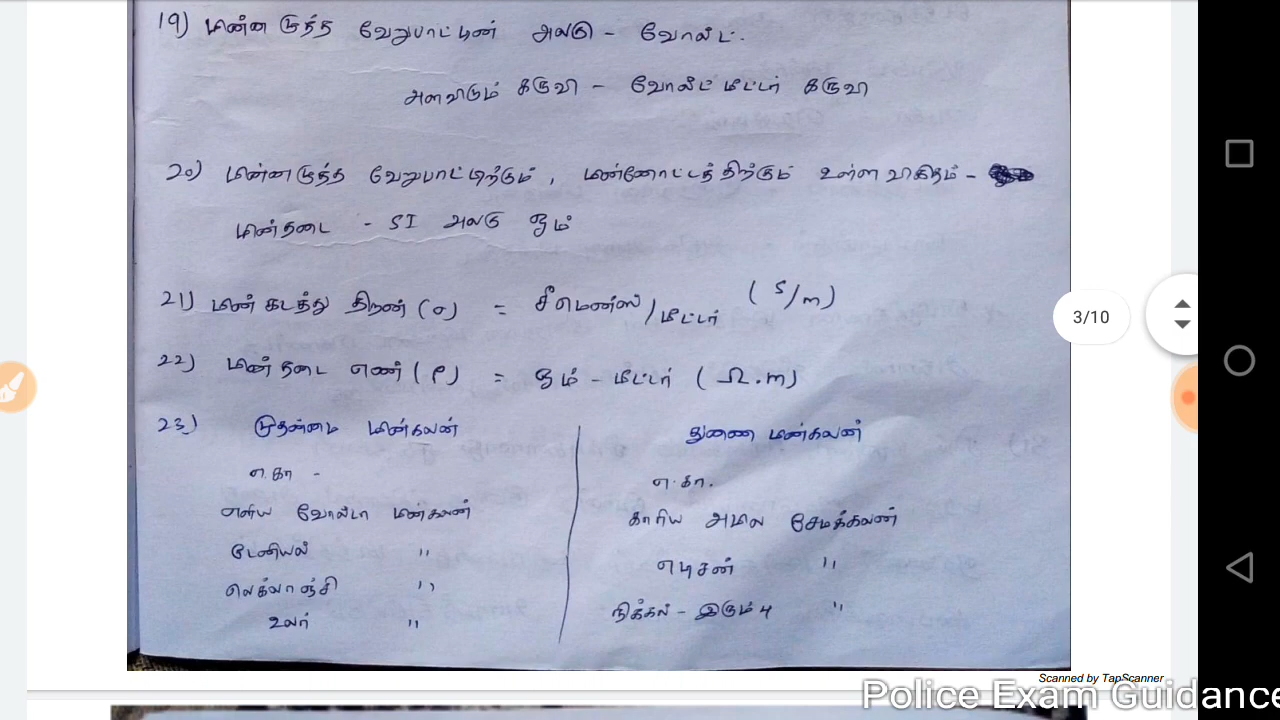 19) மின்னழுத்த வேறுபாட்டின் அலகு - வோல்ட்.
அளவிடும் கருவி - வோல்ட் மீட்டர் கருவி
20) மின்னழுத்த வேறுபாட்டிற்கும், மின்னோட்டத்திற்கும் உள்ள விகிதம் -
மின்தடை - SI அலகு ஓம்
21) மின் கடத்து திறன் (σ) = சீமென்ஸ்/மீட்டர் (S/m)
22) மின் தடை எண் (ρ) = ஓம் - மீட்டர் (Ω.m)
23) முதன்மை மின்கலன்
எ.கா -
எளிய வோல்டா மின்கலன்
டேனியல் "
லெக்லாஞ்சி "
உலர் "
துணை மின்கலன்
எ.கா.
காரிய அமில சேமக்கலன்
எடிசன் "
நிக்கல் - இரும்பு "
3/10
Scanned by TapScanner
Police Exam Guidance